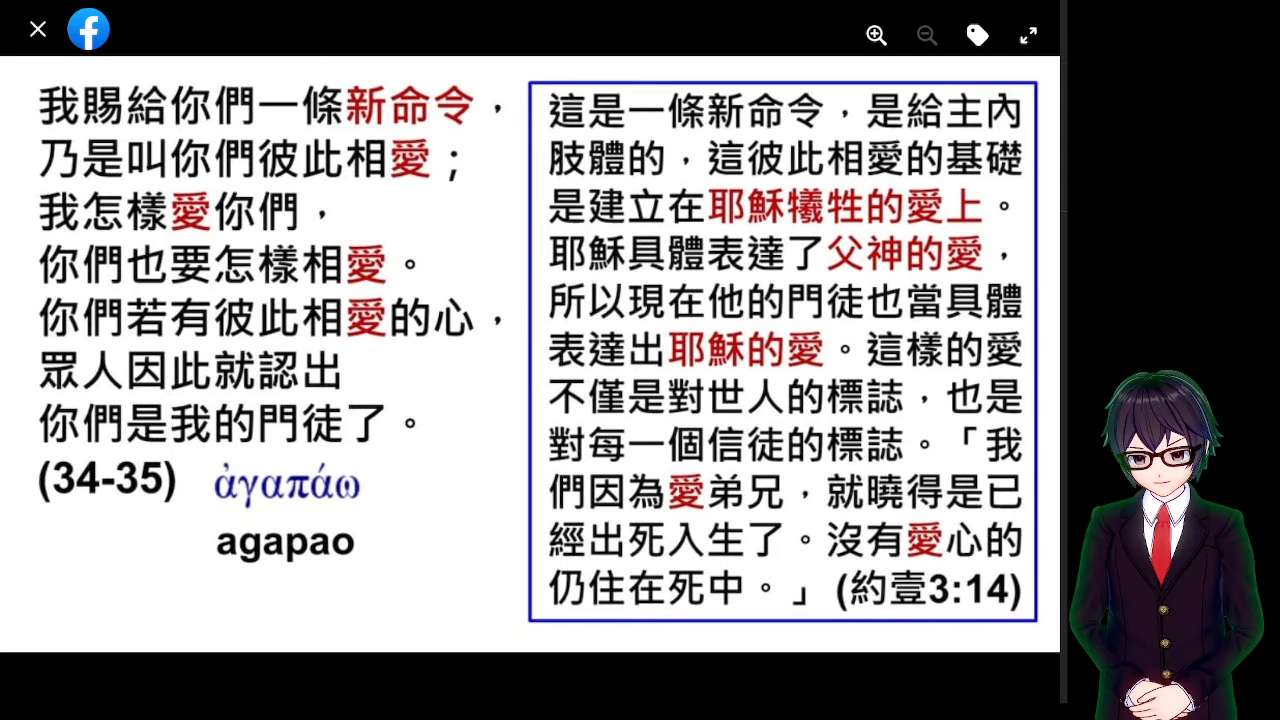 我賜給你們一條新命令，
乃是叫你們彼此相愛；
我怎樣愛你們，
你們也要怎樣相愛。
你們若有彼此相愛的心，
眾人因此就認出
你們是我的門徒了。
(34-35) ἀγαπάω
agapao
這是一條新命令，是給主內
肢體的，這彼此相愛的基礎
是建立在耶穌犧牲的愛上。
耶穌具體表達了父神的愛，
所以現在他的門徒也當具體
表達出耶穌的愛。這樣的愛
不僅是對世人的標誌，也是
對每一個信徒的標誌。「我
們因為愛弟兄，就曉得是已
經出死入生了。沒有愛心的
仍住在死中。」(約壹3:14)